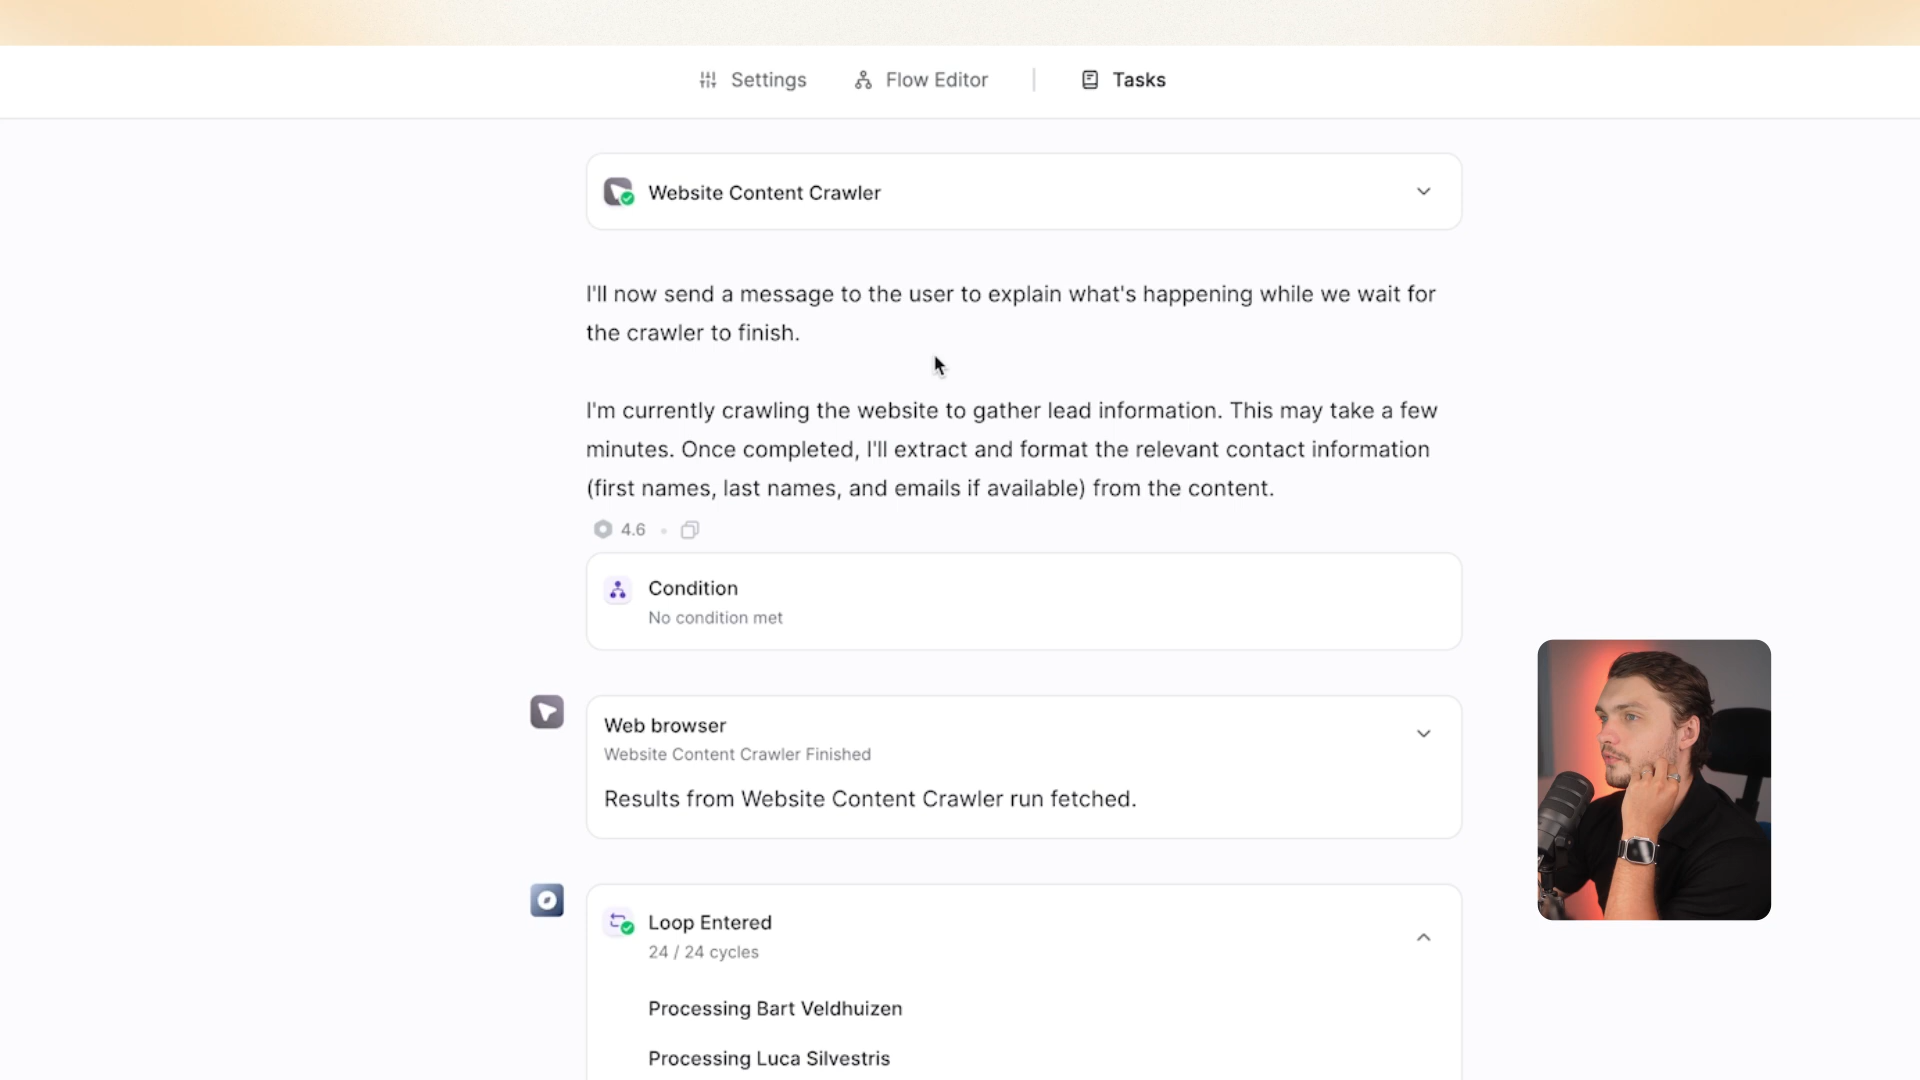 Settings
Flow Editor
Tasks
Website Content Crawler
I'll now send a message to the user to explain what's happening while we wait for
the crawler to finish.
I'm currently crawling the website to gather lead information. This may take a few
minutes. Once completed, I'll extract and format the relevant contact information
(first names, last names, and emails if available) from the content.
4.6
Condition
No condition met
Web browser
Website Content Crawler Finished
Results from Website Content Crawler run fetched.
Loop Entered
24 / 24 cycles
Processing Bart Veldhuizen
Processing Luca Silvestris